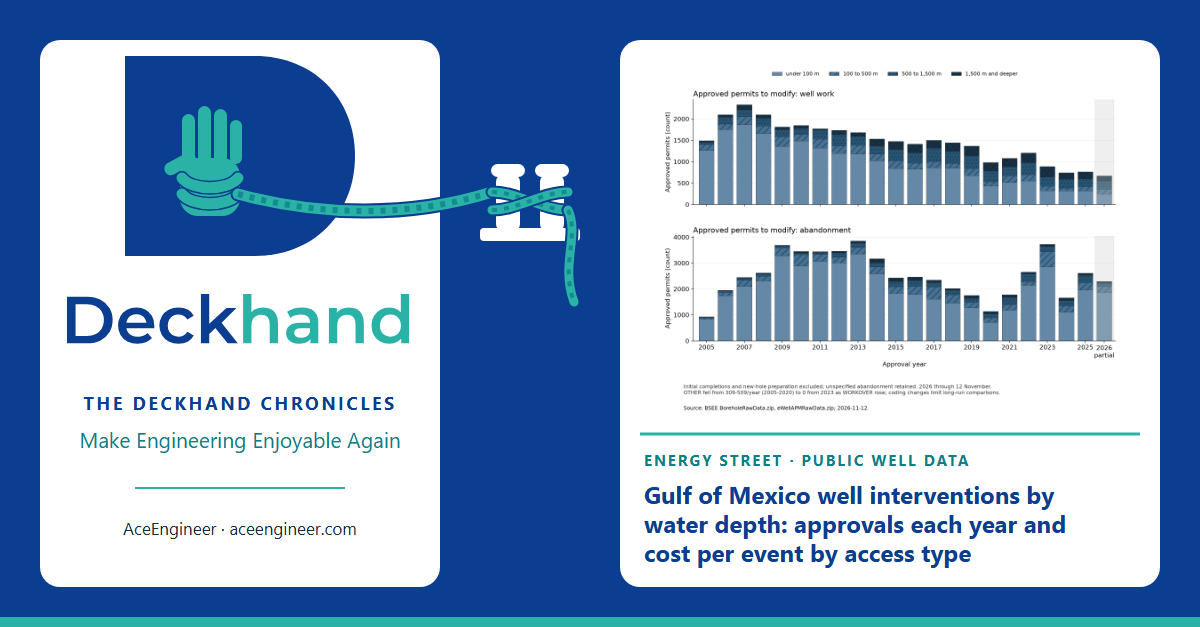 Deckhand
THE DECKHAND CHRONICLES
Make Engineering Enjoyable Again
AceEngineer · aceengineer.com
under 100 m
100 to 500 m
500 to 1,500 m
1,500 m and deeper
Approved permits to modify: well work
Approved permits (count)
2000
1500
1000
500
0
Approved permits to modify: abandonment
Approved permits (count)
4000
3000
2000
1000
0
2005 2007 2009 2011 2013 2015 2017 2019 2021 2023 2025 2026
partial
Approval year
Initial completions and new-hole preparation excluded; unspecified abandonment retained. 2026 through 12 November.
OTHER fell from 309-589/year (2005-2020) to 0 from 2023 as WORKOVER rose; coding changes limit long-run comparisons.
Source: BSEE BoreholeRawData.zip, eWellAPMRawData.zip, 2026-11-12.
ENERGY STREET · PUBLIC WELL DATA
Gulf of Mexico well interventions by
water depth: approvals each year and
cost per event by access type